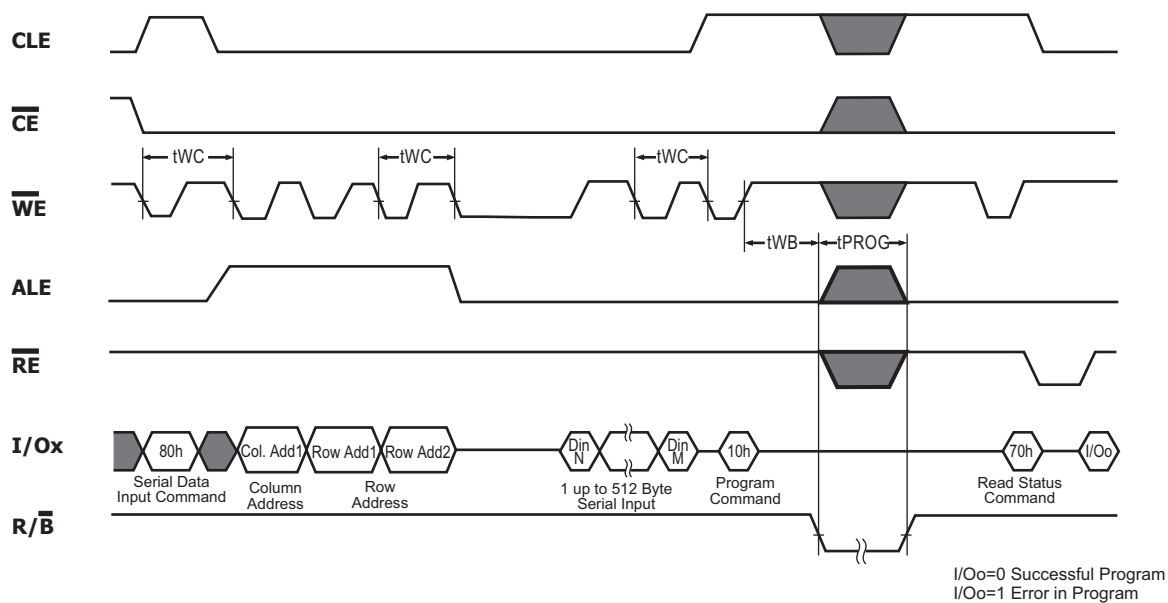 CLE
CE
tWC
tWC
tWC
WE
tWB
tPROG
ALE
RE
I/Ox
80h
Col. Add1
Row Add1
Row Add2
Din
N
Din
M
10h
70h
I/Oo
Serial Data
Input Command
Column
Address
Row
Address
1 up to 512 Byte
Serial Input
Program
Command
Read Status
Command
R/B
I/Oo=0 Successful Program
I/Oo=1 Error in Program